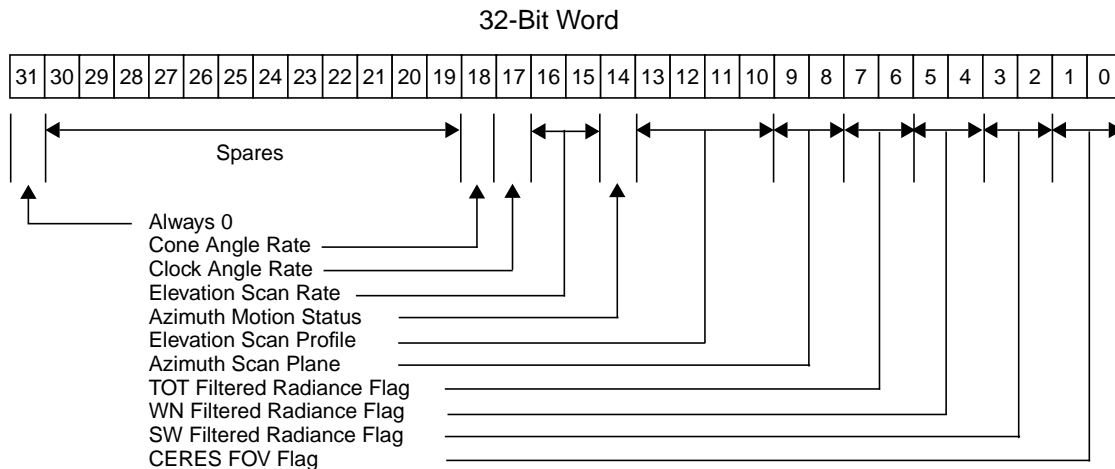 32-Bit Word
31 30 29 28 27 26 25 24 23 22 21 20 19 18 17 16 15 14 13 12 11 10 9 8 7 6 5 4 3 2 1 0
Spares
Always 0
Cone Angle Rate
Clock Angle Rate
Elevation Scan Rate
Azimuth Motion Status
Elevation Scan Profile
Azimuth Scan Plane
TOT Filtered Radiance Flag
WN Filtered Radiance Flag
SW Filtered Radiance Flag
CERES FOV Flag